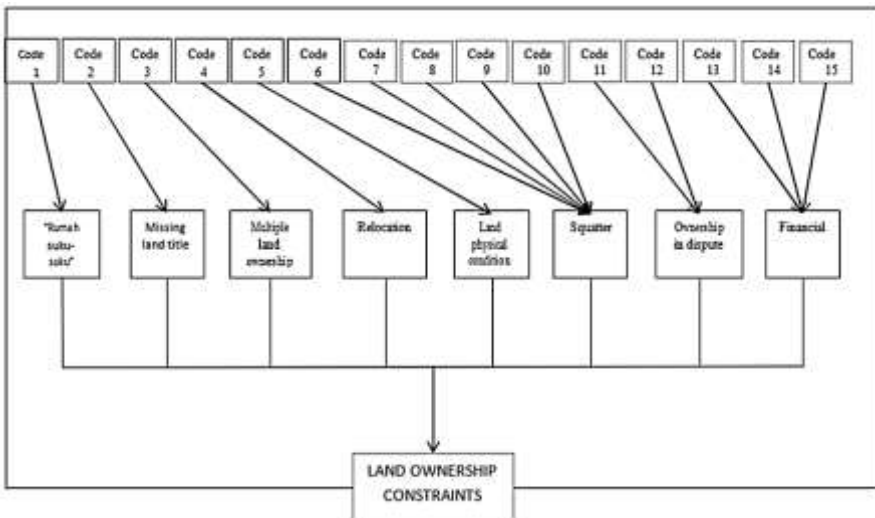 Code 1
Code 2
Code 3
Code 4
Code 5
Code 6
Code 7
Code 8
Code 9
Code 10
Code 11
Code 12
Code 13
Code 14
Code 15
"Rumah
suku-
suku"
Missing
land title
Multiple
land
ownership
Relocation
Land
physical
condition
Squatter
Ownership
in dispute
Financial
LAND OWNERSHIP
CONSTRAINTS